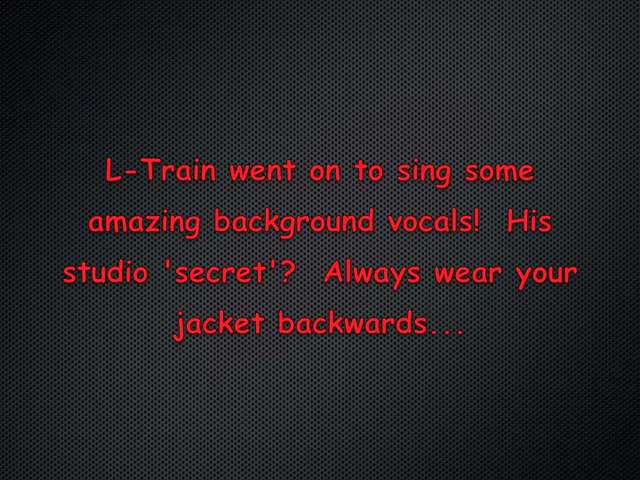 L-Train went on to sing some
amazing background vocals!  His
studio 'secret'?  Always wear your
jacket backwards...